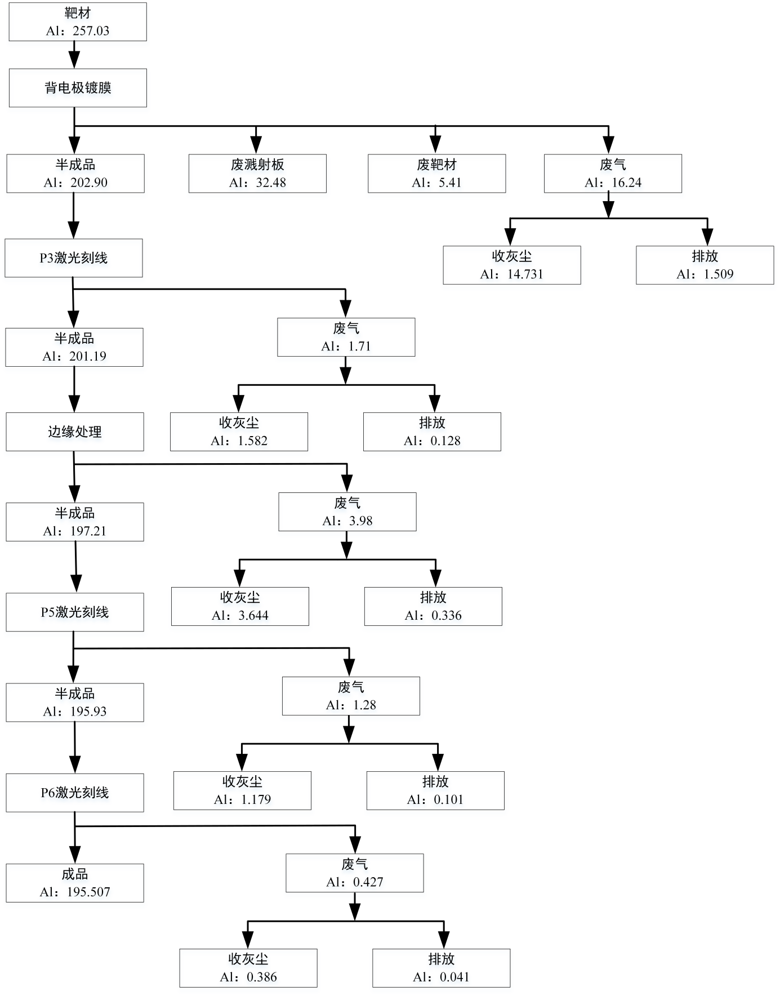 靶材
Al：257.03
背电极镀膜
半成品
Al：202.90
废溅射板
Al：32.48
废靶材
Al：5.41
废气
Al：16.24
收灰尘
Al：14.731
排放
Al：1.509
P3激光刻线
半成品
Al：201.19
废气
Al：1.71
收灰尘
Al：1.582
排放
Al：0.128
边缘处理
半成品
Al：197.21
废气
Al：3.98
收灰尘
Al：3.644
排放
Al：0.336
P5激光刻线
半成品
Al：195.93
废气
Al：1.28
收灰尘
Al：1.179
排放
Al：0.101
P6激光刻线
成品
Al：195.507
废气
Al：0.427
收灰尘
Al：0.386
排放
Al：0.041